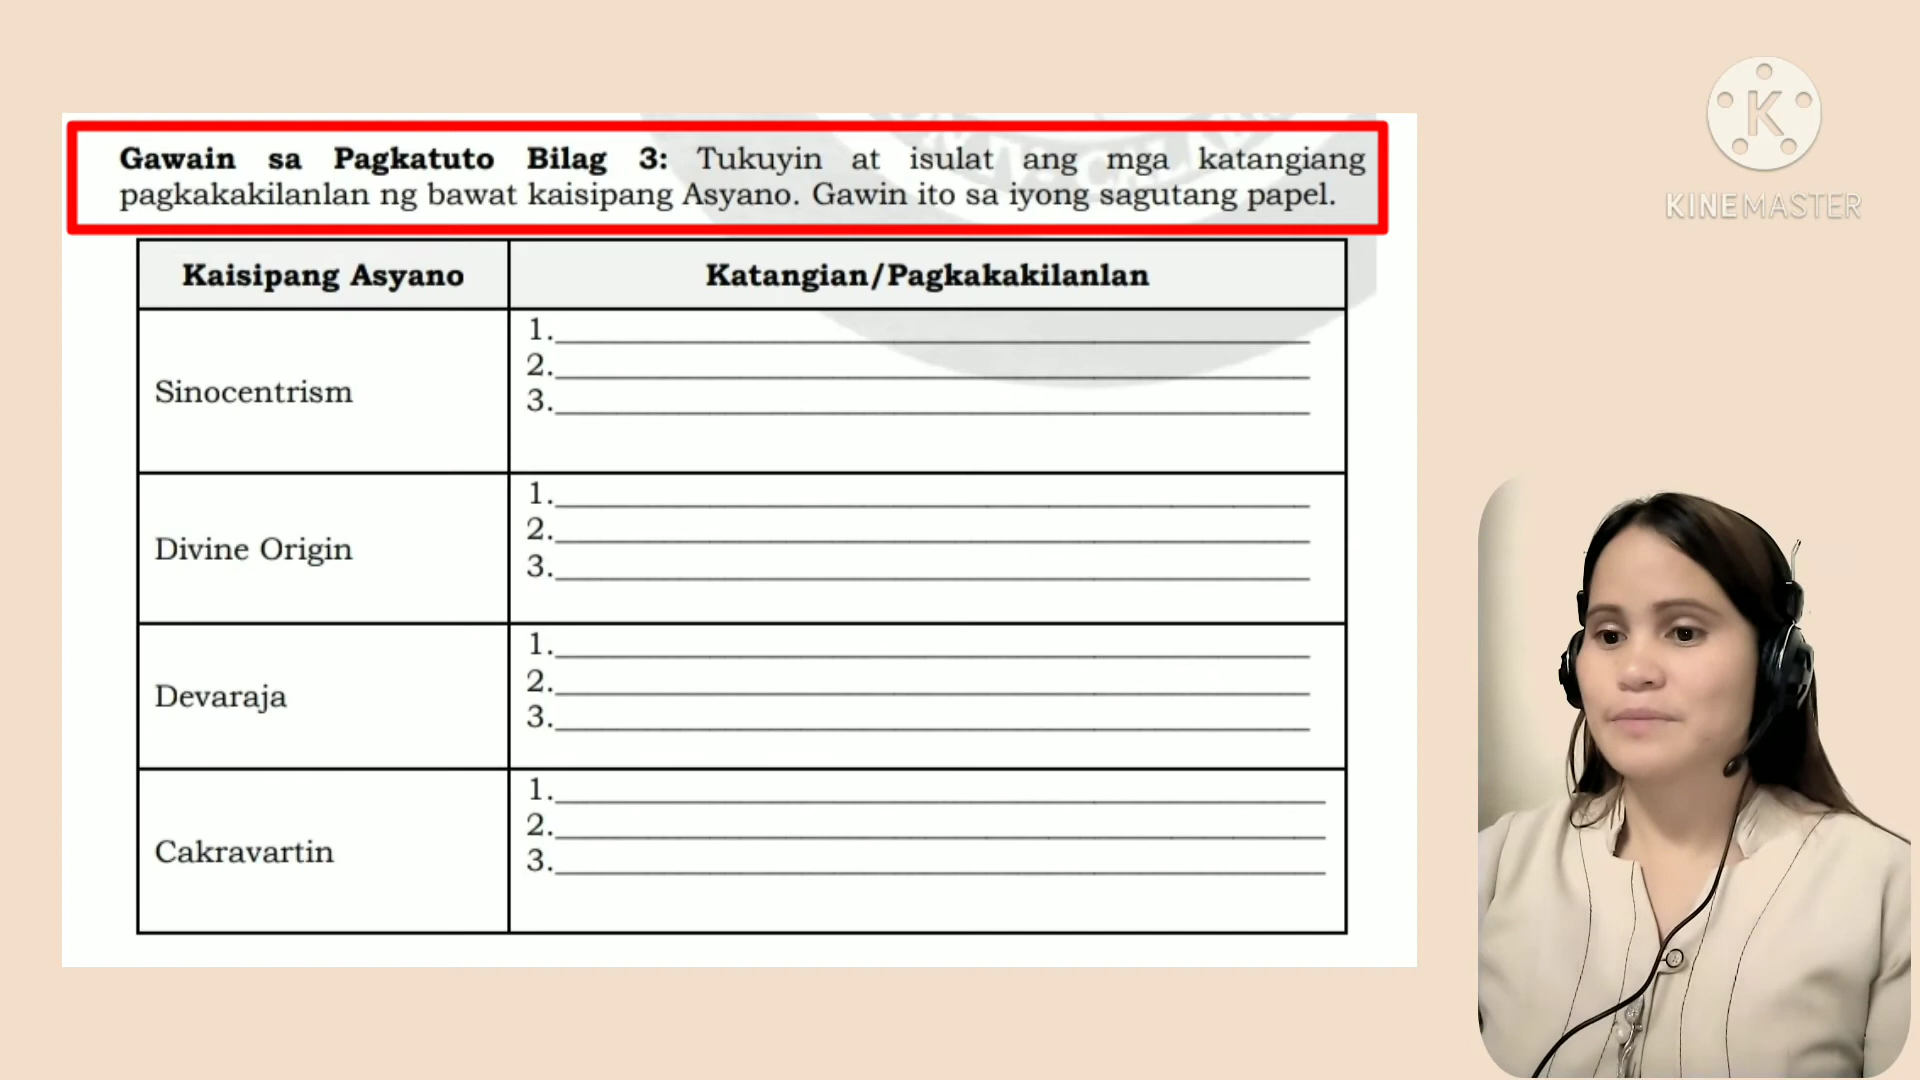 Gawain sa Pagkatuto Bilag 3: Tukuyin at isulat ang mga katangiang
pagkakakilanlan ng bawat kaisipang Asyano. Gawin ito sa iyong sagutang papel.
Kaisipang Asyano
Katangian/Pagkakakilanlan
Sinocentrism
1.
2.
3.
Divine Origin
1.
2.
3.
Devaraja
1.
2.
3.
Cakravartin
1.
2.
3.
K
KINEMASTER